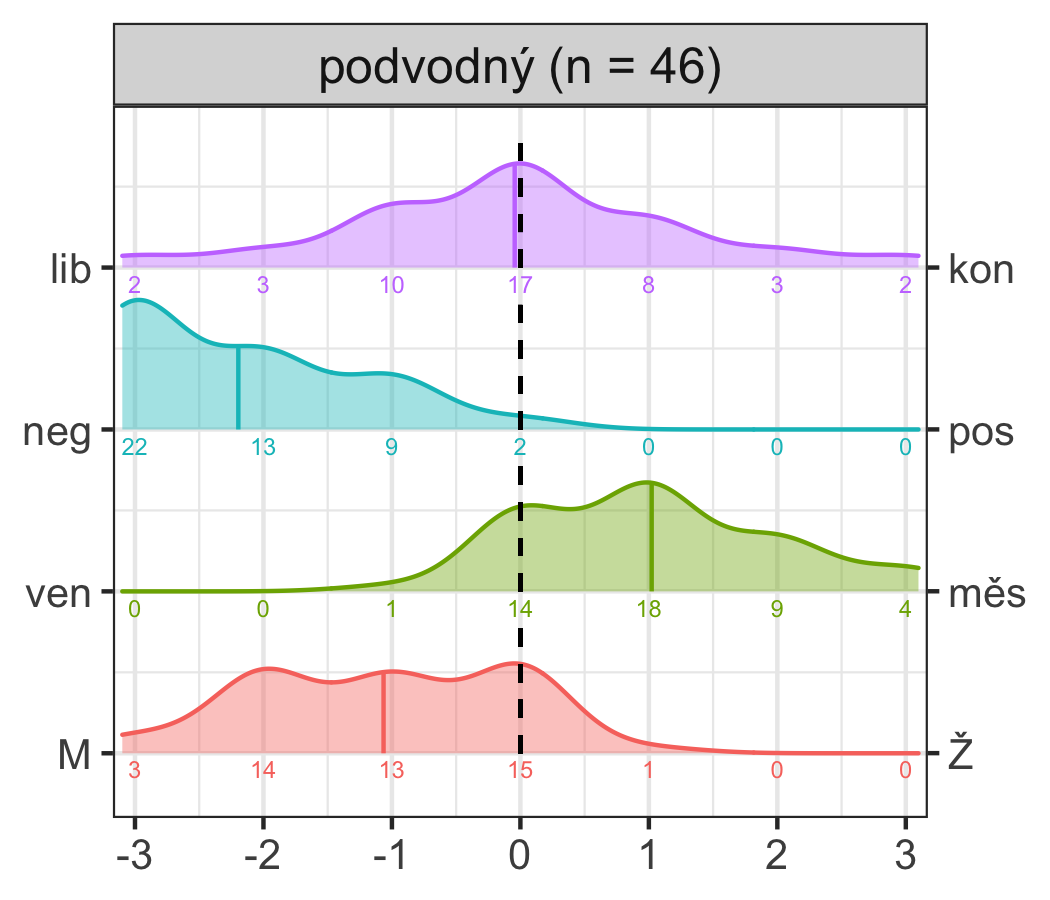 podvodný (n = 46)
lib kon
2 3 10 17 8 3 2
neg pos
22 13 9 2 0 0 0
ven měs
0 0 1 14 18 9 4
M Ž
3 14 13 15 1 0 0
-3 -2 -1 0 1 2 3